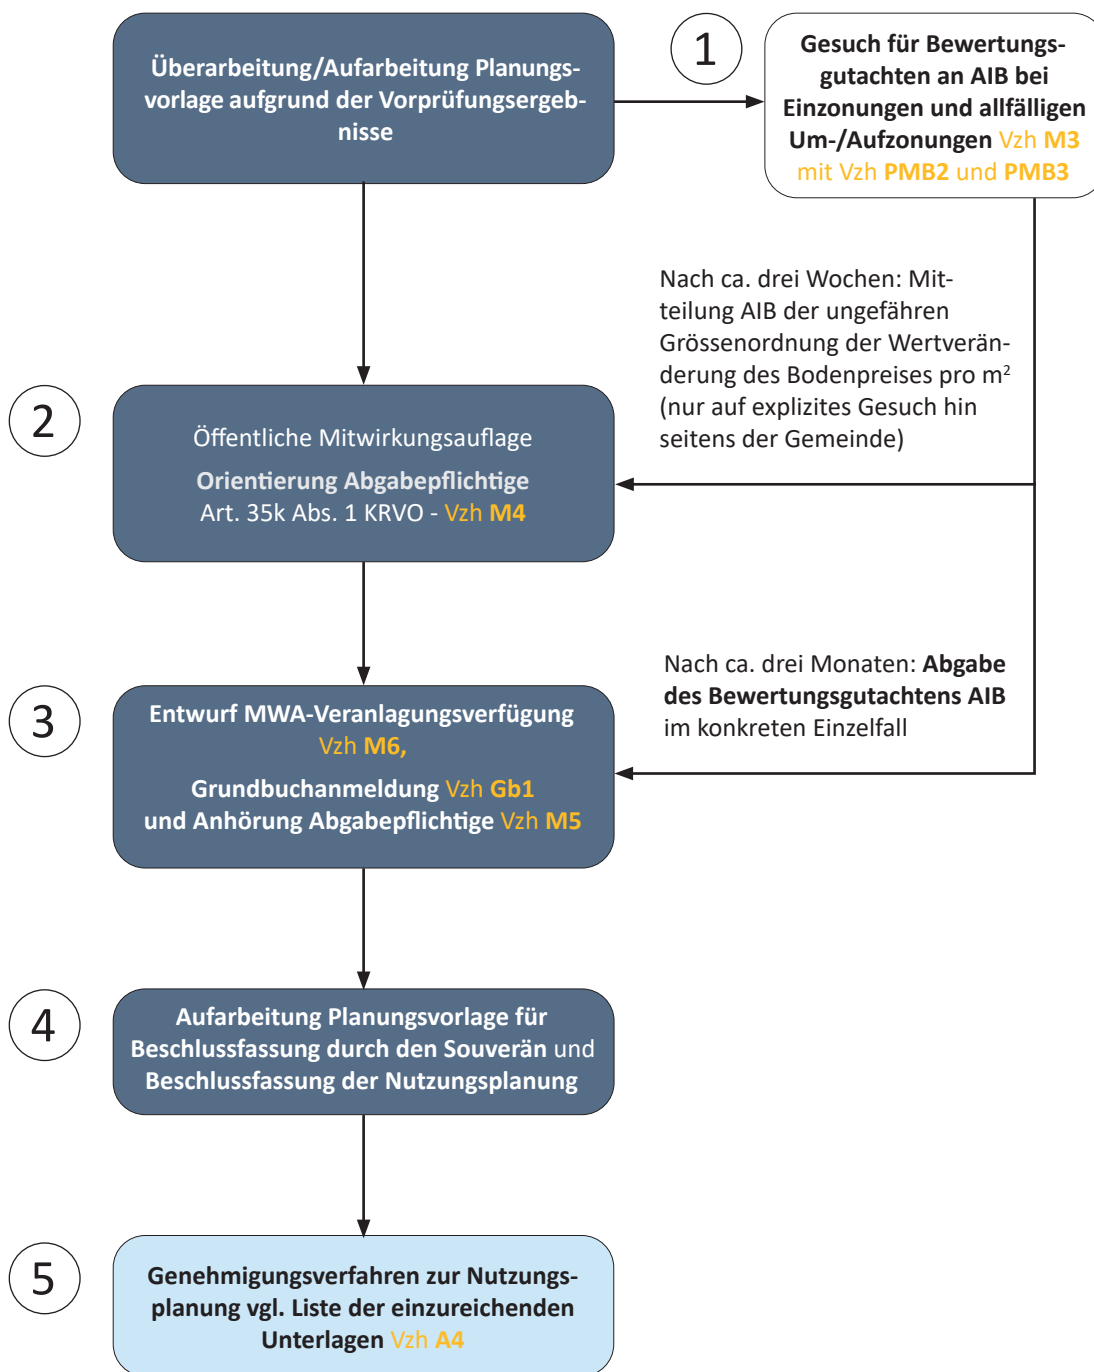 Überarbeitung/Aufarbeitung Planungs-
vorlage aufgrund der Vorprüfungsergeb-
nisse
1
Gesuch für Bewertungs-
gutachten an AIB bei
Einzonungen und allfälligen
Um-/Aufzonungen Vzh M3
mit Vzh PMB2 und PMB3
Nach ca. drei Wochen: Mit-
teilung AIB der ungefähren
Grössenordnung der Wertverän-
derung des Bodenpreises pro m²
(nur auf explizites Gesuch hin
seitens der Gemeinde)
2
Öffentliche Mitwirkungsauflage
Orientierung Abgabepflichtige
Art. 35k Abs. 1 KRVO - Vzh M4
Nach ca. drei Monaten: Abgabe
des Bewertungsgutachtens AIB
im konkreten Einzelfall
3
Entwurf MWA-Veranlagungsverfügung
Vzh M6,
Grundbuchanmeldung Vzh Gb1
und Anhörung Abgabepflichtige Vzh M5
4
Aufarbeitung Planungsvorlage für
Beschlussfassung durch den Souverän und
Beschlussfassung der Nutzungsplanung
5
Genehmigungsverfahren zur Nutzungs-
planung vgl. Liste der einzureichenden
Unterlagen Vzh A4